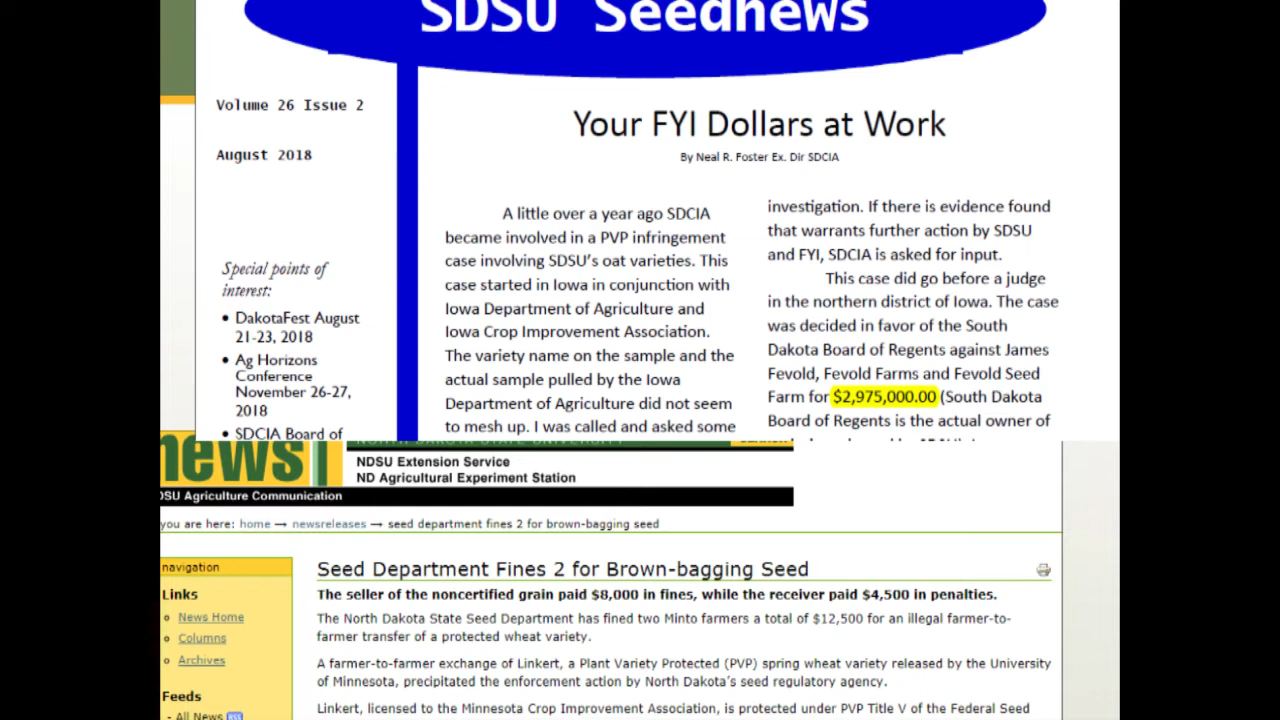 SDSU Seednews
Volume 26 Issue 2
August 2018
Special points of
interest:
• DakotaFest August
21-23, 2018
• Ag Horizons
Conference
November 26-27,
2018
• SDCIA Board of
Your FYI Dollars at Work
By Neal R. Foster Ex. Dir SDCIA
A little over a year ago SDCIA
became involved in a PVP infringement
case involving SDSU's oat varieties. This
case started in Iowa in conjunction with
Iowa Department of Agriculture and
Iowa Crop Improvement Association.
The variety name on the sample and the
actual sample pulled by the Iowa
Department of Agriculture did not seem
to mesh up. I was called and asked some
investigation. If there is evidence found
that warrants further action by SDSU
and FYI, SDCIA is asked for input.
This case did go before a judge
in the northern district of Iowa. The case
was decided in favor of the South
Dakota Board of Regents against James
Fevold, Fevold Farms and Fevold Seed
Farm for $2,975,000.00 (South Dakota
Board of Regents is the actual owner of
news
NDSU Extension Service
ND Agricultural Experiment Station
DSU Agriculture Communication
you are here: home → newsreleases → seed department fines 2 for brown-bagging seed
navigation
Links
News Home
Columns
Archives
Feeds
- All News RSS
Seed Department Fines 2 for Brown-bagging Seed
The seller of the noncertified grain paid $8,000 in fines, while the receiver paid $4,500 in penalties.
The North Dakota State Seed Department has fined two Minto farmers a total of $12,500 for an illegal farmer-to-
farmer transfer of a protected wheat variety.
A farmer-to-farmer exchange of Linkert, a Plant Variety Protected (PVP) spring wheat variety released by the University
of Minnesota, precipitated the enforcement action by North Dakota's seed regulatory agency.
Linkert, licensed to the Minnesota Crop Improvement Association, is protected under PVP Title V of the Federal Seed